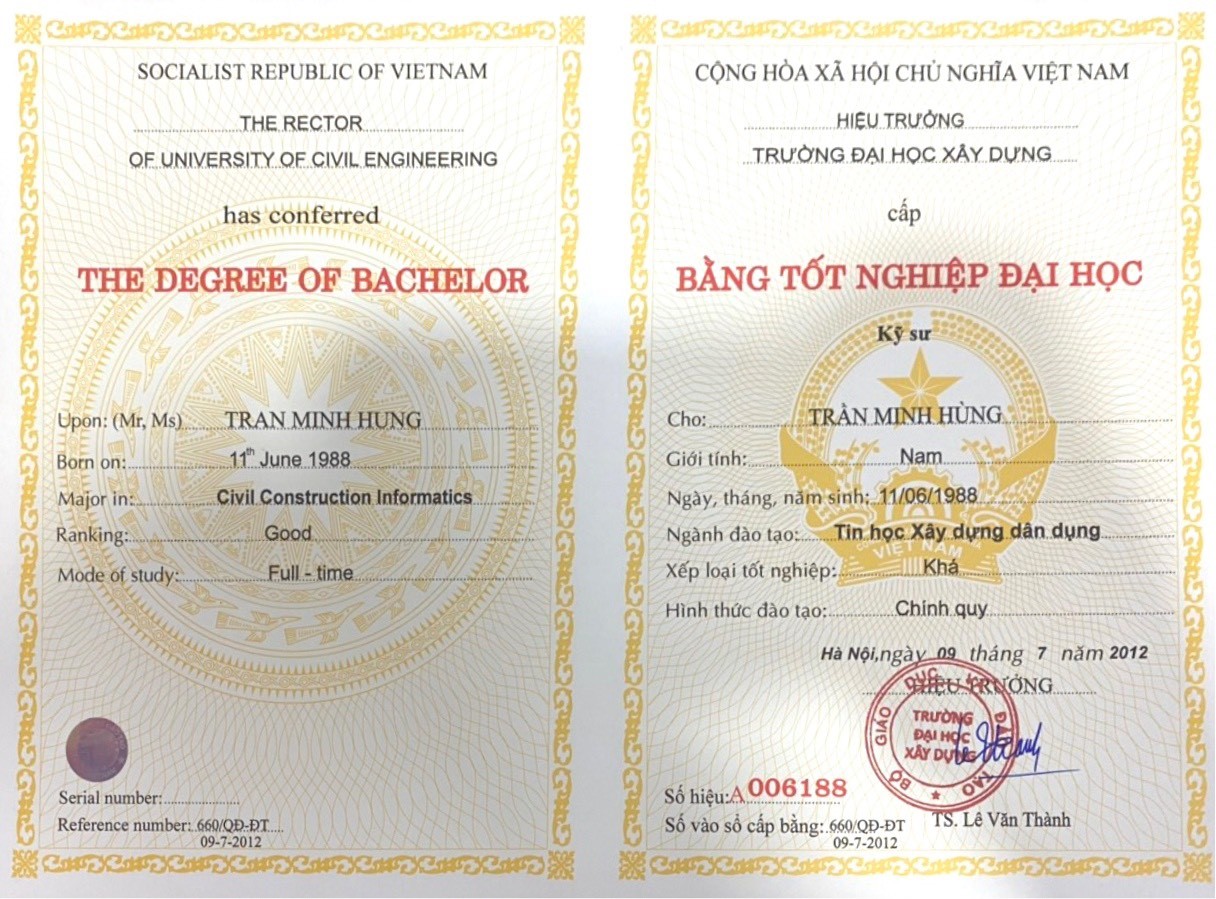 SOCIALIST REPUBLIC OF VIETNAM
THE RECTOR
OF UNIVERSITY OF CIVIL ENGINEERING
has conferred
THE DEGREE OF BACHELOR
Upon: (Mr, Ms) TRAN MINH HUNG
Born on: 11th June 1988
Major in: Civil Construction Informatics
Ranking: Good
Mode of study: Full - time
Serial number:
Reference number: 660/QĐ-ĐT
09-7-2012
CỘNG HÒA XÃ HỘI CHỦ NGHĨA VIỆT NAM
HIỆU TRƯỞNG
TRƯỜNG ĐẠI HỌC XÂY DỰNG
cấp
BẰNG TỐT NGHIỆP ĐẠI HỌC
Kỹ sư
Cho: TRẦN MINH HÙNG
Giới tính: Nam
Ngày, tháng, năm sinh: 11/06/1988
Ngành đào tạo: Tin học Xây dựng dân dụng
VIỆT NAM
Xếp loại tốt nghiệp: Khá
Hình thức đào tạo: Chính quy
Hà Nội, ngày 09 tháng 7 năm 2012
HIỆU TRƯỞNG
BỘ GIÁO DỤC ĐÀO TẠO
TRƯỜNG
ĐẠI HỌC
XÂY DỰNG
Số hiệu: A 006188
Số vào sổ cấp bằng: 660/QĐ-ĐT
09-7-2012
TS. Lê Văn Thành